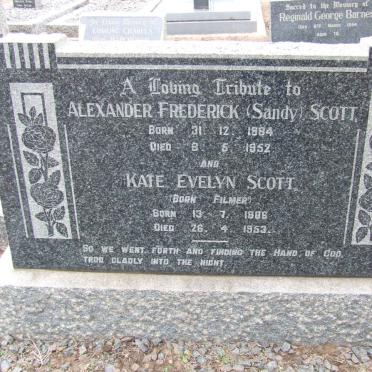 Sacred to the Memory of
Reginald George Barnes
A Loving Tribute to
ALEXANDER FREDERICK (Sandy) SCOTT
BORN 31. 12. 1884
DIED 8. 5. 1952
AND
KATE EVELYN SCOTT
(BORN FILMER)
BORN 13. 7. 1886
DIED 26. 4. 1953.
SO WE WENT FORTH AND FINDING THE HAND OF GOD,
TROD GLADLY INTO THE NIGHT.